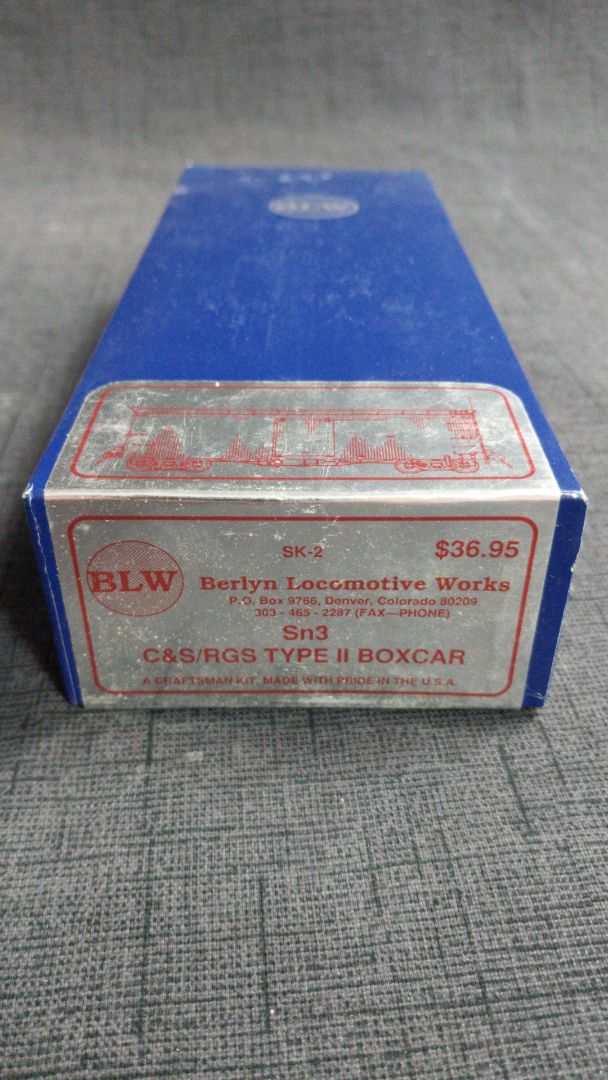 BLW
SK-2
$36.95
BLW
Berlyn Locomotive Works
P.O. Box 9766, Denver, Colorado 80209
303 - 465 - 2287 (FAX—PHONE)
Sn3
C&S/RGS TYPE II BOXCAR
A CRAFTSMAN KIT. MADE WITH PRIDE IN THE U.S.A.